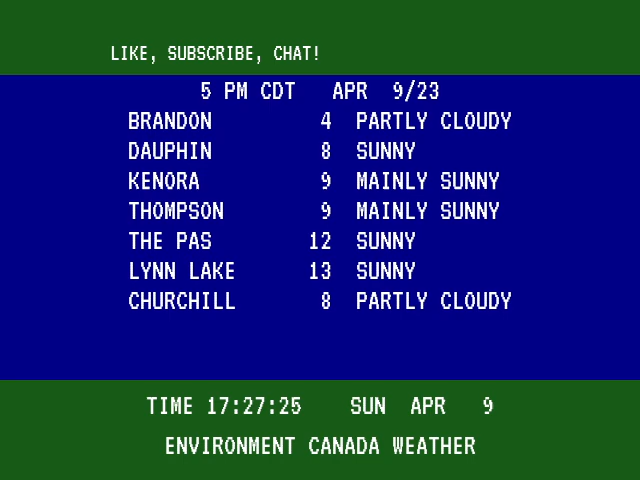 LIKE, SUBSCRIBE, CHAT!
5 PM CDT APR 9/23
BRANDON 4 PARTLY CLOUDY
DAUPHIN 8 SUNNY
KENORA 9 MAINLY SUNNY
THOMPSON 9 MAINLY SUNNY
THE PAS 12 SUNNY
LYNN LAKE 13 SUNNY
CHURCHILL 8 PARTLY CLOUDY
TIME 17:27:25 SUN APR 9
ENVIRONMENT CANADA WEATHER